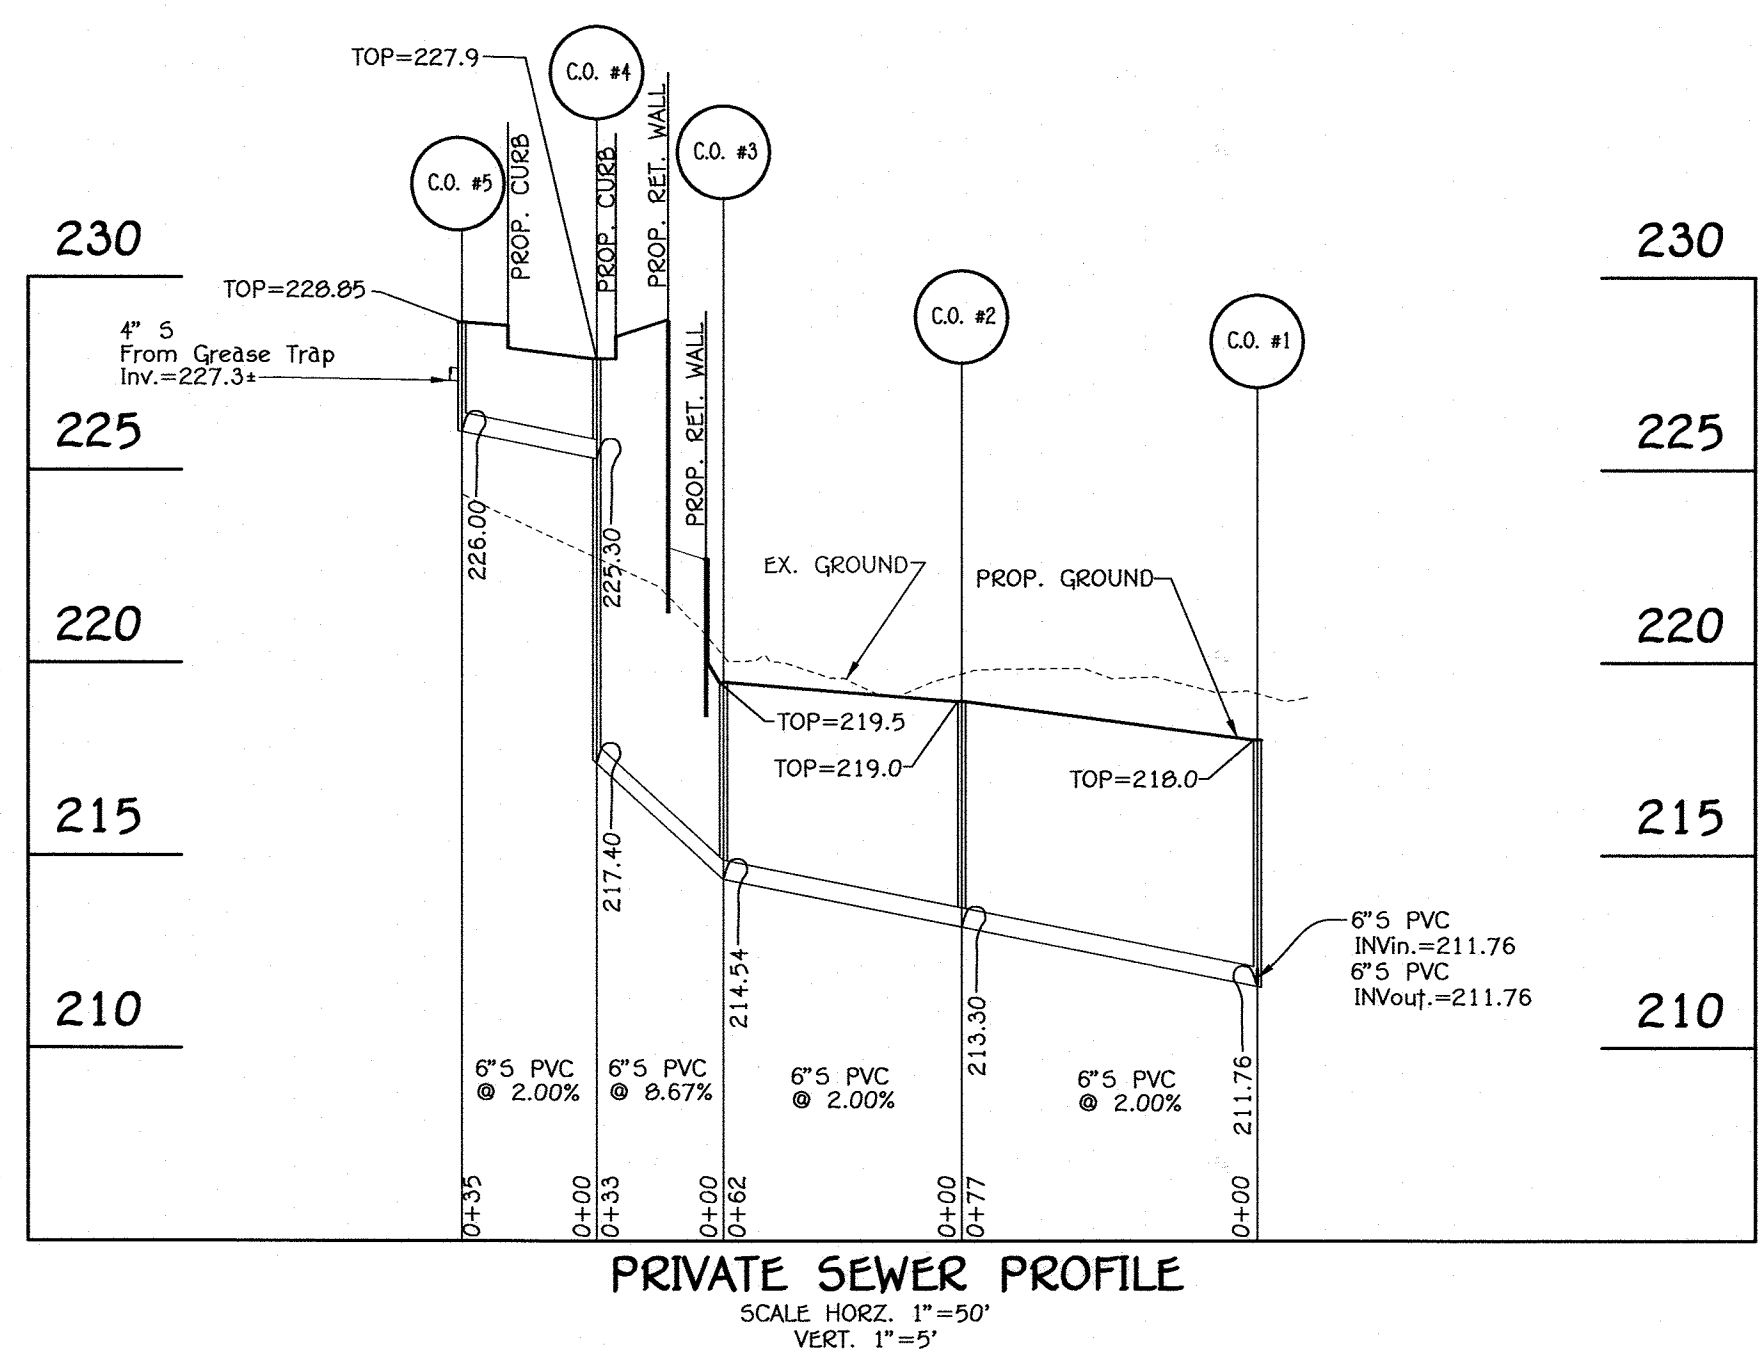 TOP=227.9
C.O. #4
C.O. #3
C.O. #5
PROP. CURB
PROP. CURB
PROP. RET. WALL
PROP. RET. WALL
230
230
TOP=228.85
C.O. #2
C.O. #1
4" S
From Grease Trap
Inv.=227.3±
225
225
226.00
225.30
EX. GROUND
PROP. GROUND
220
220
TOP=219.5
TOP=219.0
TOP=218.0
215
215
217.40
214.54
213.30
211.76
6"S PVC
INVin.=211.76
6"S PVC
INVout.=211.76
210
210
6"S PVC
@ 2.00%
6"S PVC
@ 8.67%
6"S PVC
@ 2.00%
6"S PVC
@ 2.00%
0+35
0+00
0+33
0+00
0+62
0+00
0+77
0+00
PRIVATE SEWER PROFILE
SCALE HORZ. 1"=50'
VERT. 1"=5'